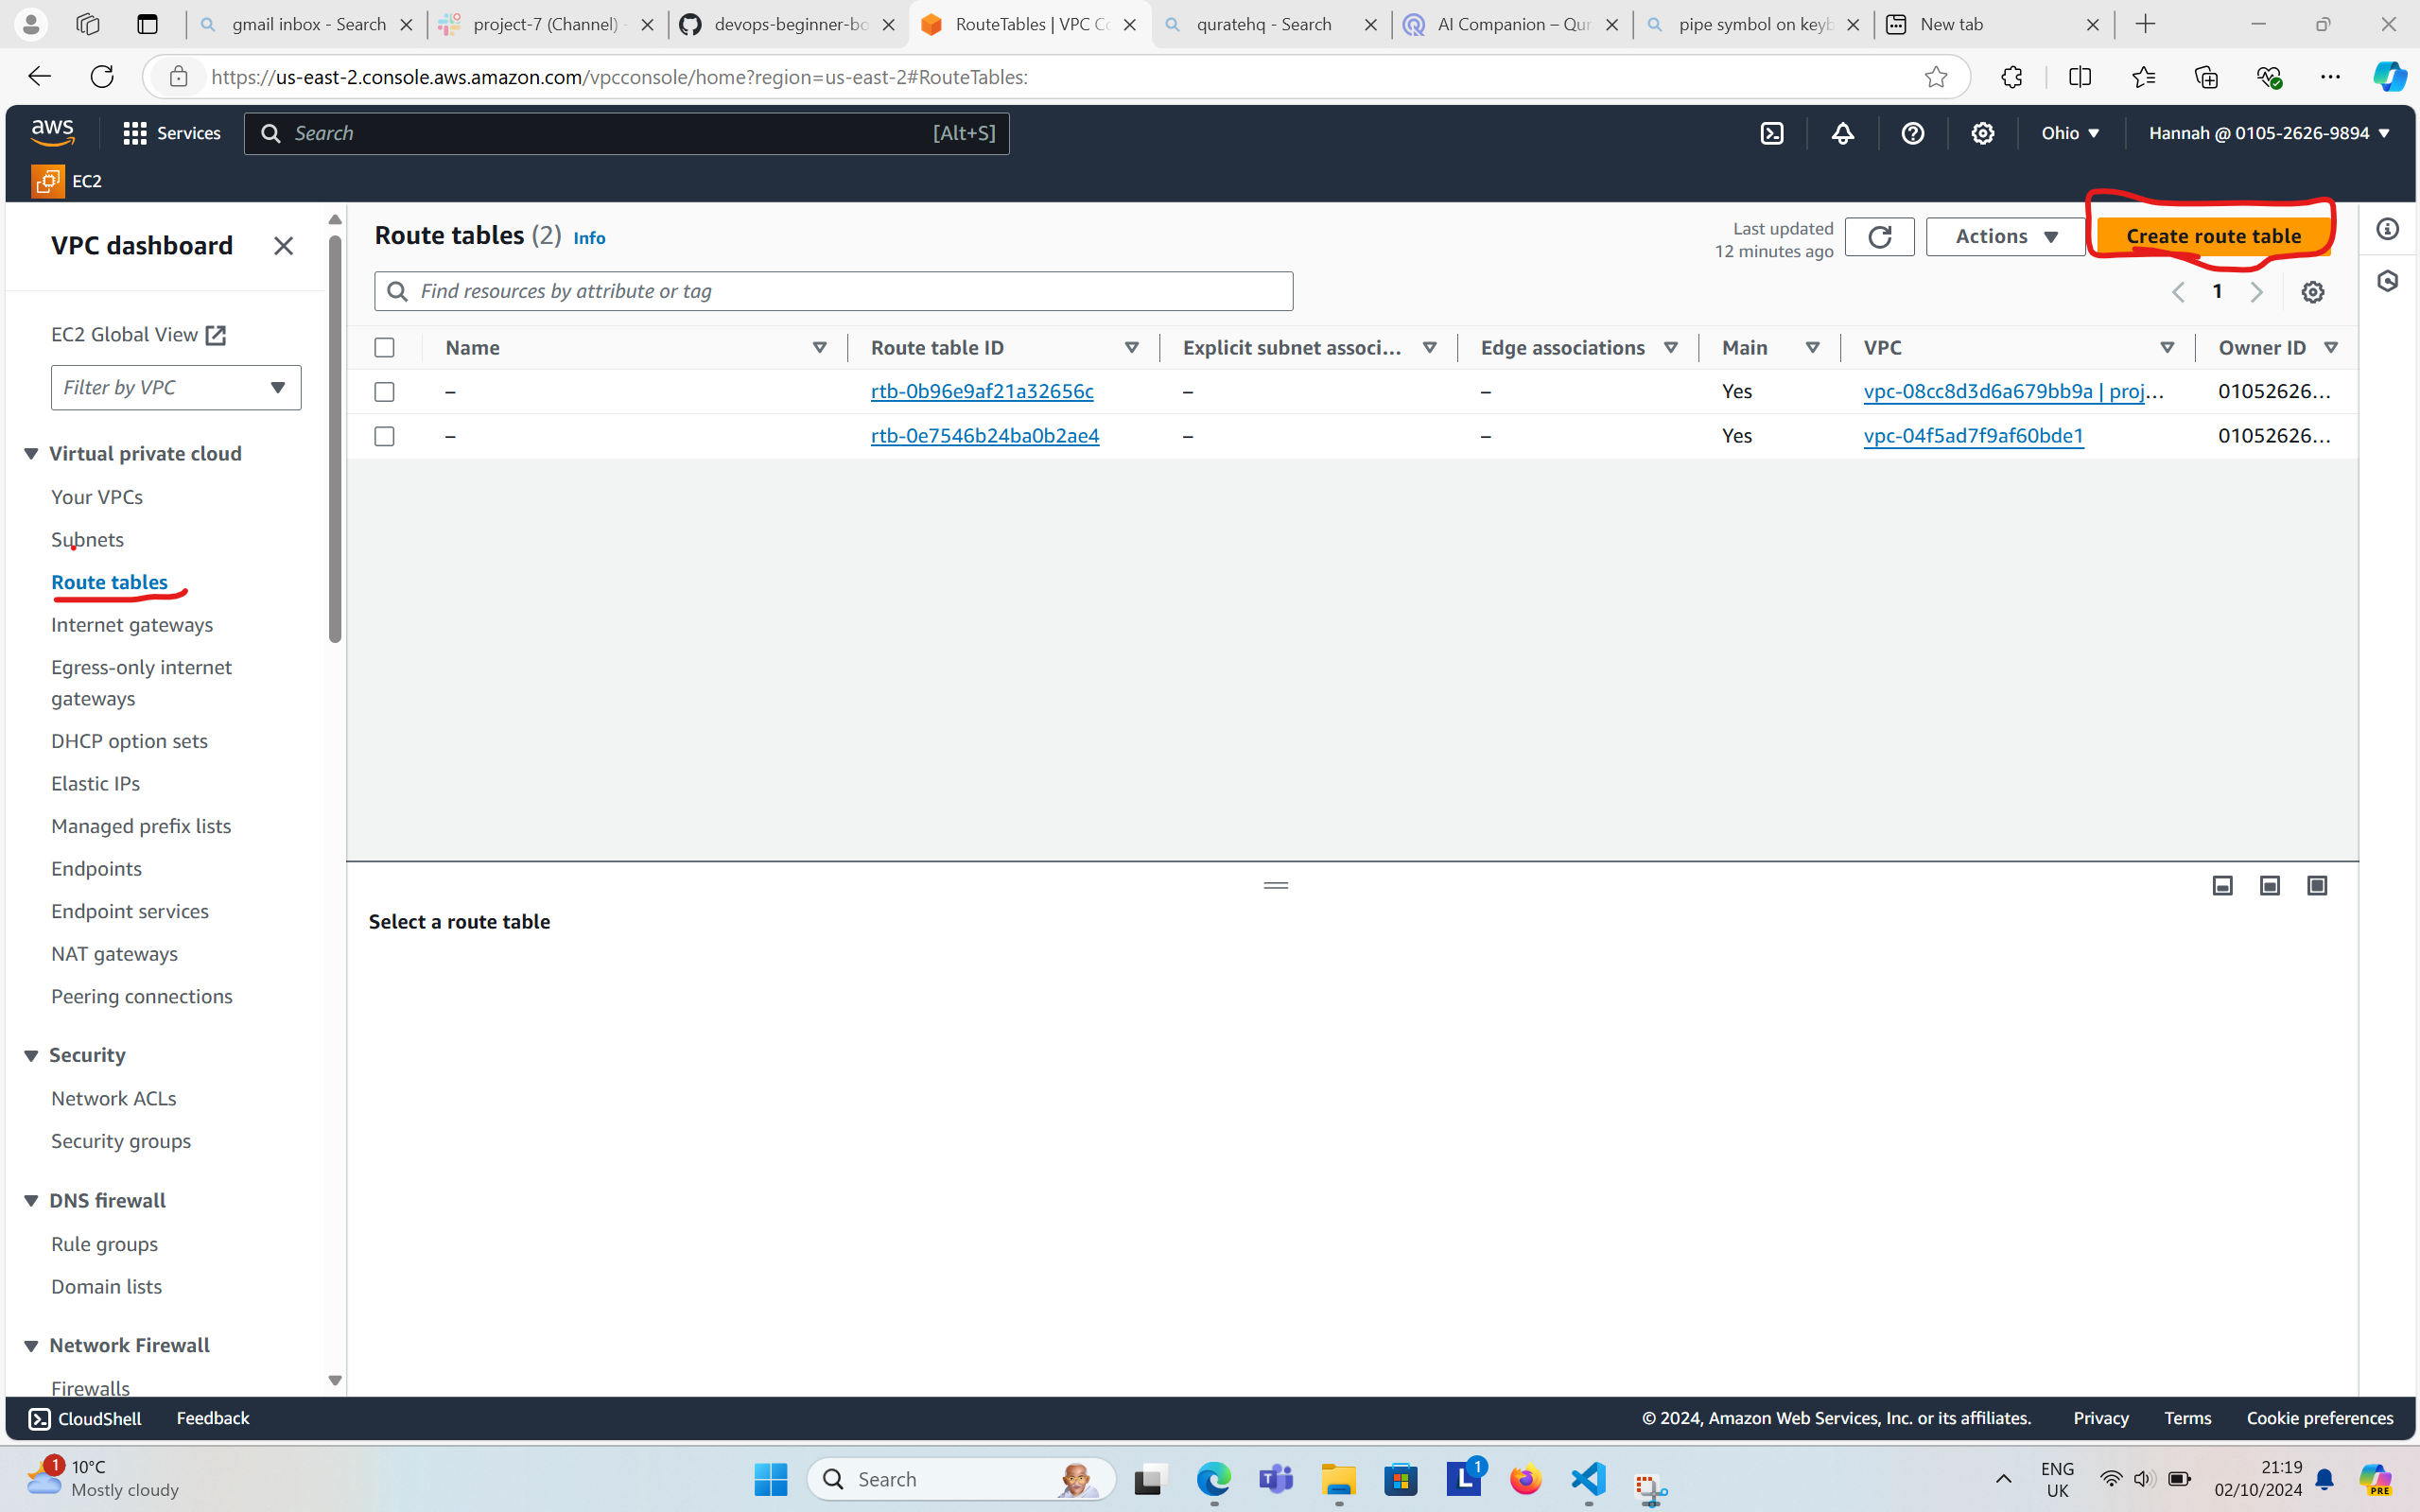 gmail inbox - Search
project-7 (Channel) -
devops-beginner-bo
RouteTables | VPC Co
quratehq - Search
AI Companion – Qur
pipe symbol on keyb
New tab
https://us-east-2.console.aws.amazon.com/vpcconsole/home?region=us-east-2#RouteTables:
aws
Services
Search
[Alt+S]
Ohio
Hannah @ 0105-2626-9894
EC2
VPC dashboard
EC2 Global View
Filter by VPC
Virtual private cloud
Your VPCs
Subnets
Route tables
Internet gateways
Egress-only internet
gateways
DHCP option sets
Elastic IPs
Managed prefix lists
Endpoints
Endpoint services
NAT gateways
Peering connections
Security
Network ACLs
Security groups
DNS firewall
Rule groups
Domain lists
Network Firewall
Firewalls
Route tables (2) Info
Last updated
12 minutes ago
Actions
Create route table
Find resources by attribute or tag
1
Name Route table ID Explicit subnet associ... Edge associations Main VPC Owner ID
– rtb-0b96e9af21a32656c – – Yes vpc-08cc8d3d6a679bb9a | proj... 01052626...
– rtb-0e7546b24ba0b2ae4 – – Yes vpc-04f5ad7f9af60bde1 01052626...
Select a route table
CloudShell
Feedback
© 2024, Amazon Web Services, Inc. or its affiliates.
Privacy
Terms
Cookie preferences
1
10°C
Mostly cloudy
Search
L
1
ENG
UK
21:19
02/10/2024
PRE